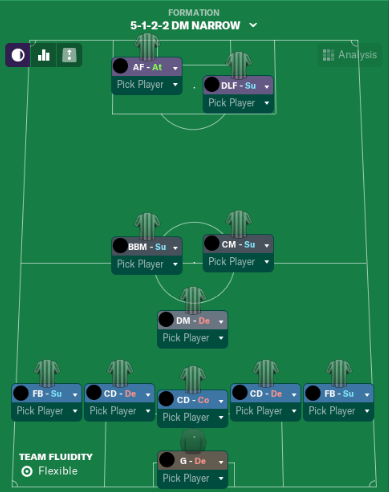 FORMATION
5-1-2-2 DM NARROW
Analysis
AF - At
Pick Player
DLF - Su
Pick Player
BBM - Su
Pick Player
CM - Su
Pick Player
DM - De
Pick Player
FB - Su
Pick Player
CD - De
Pick Player
CD - Co
Pick Player
CD - De
Pick Player
FB - Su
Pick Player
TEAM FLUIDITY
Flexible
G - De
Pick Player